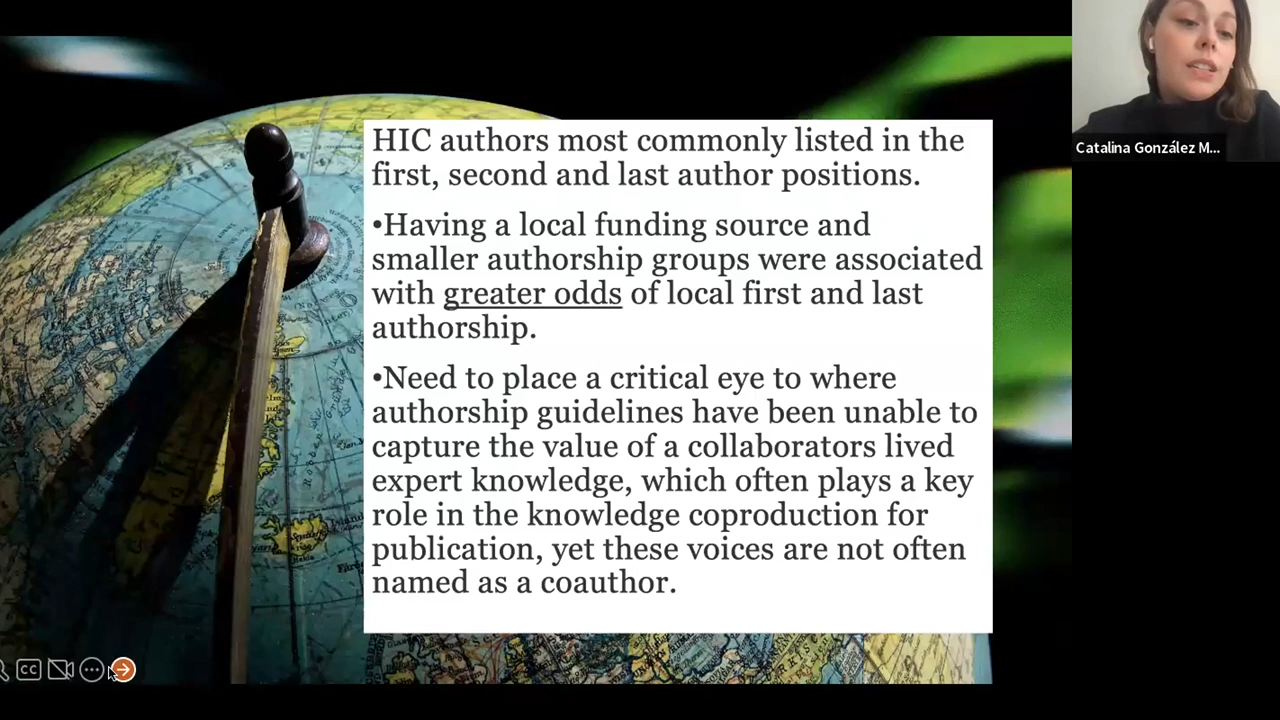 HIC authors most commonly listed in the
first, second and last author positions.
•Having a local funding source and
smaller authorship groups were associated
with greater odds of local first and last
authorship.
•Need to place a critical eye to where
authorship guidelines have been unable to
capture the value of a collaborators lived
expert knowledge, which often plays a key
role in the knowledge coproduction for
publication, yet these voices are not often
named as a coauthor.
Catalina González M...
CC